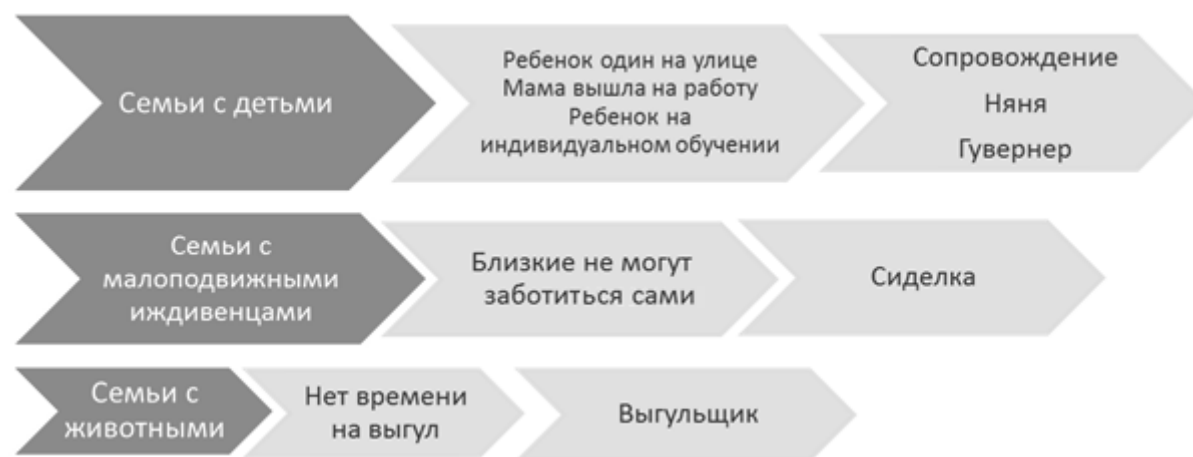 Семьи с детьми
Ребенок один на улице
Мама вышла на работу
Ребенок на
индивидуальном обучении
Сопровождение
Няня
Гувернер
Семьи с
малоподвижными
иждивенцами
Близкие не могут
заботиться сами
Сиделка
Семьи с
животными
Нет времени
на выгул
Выгульщик